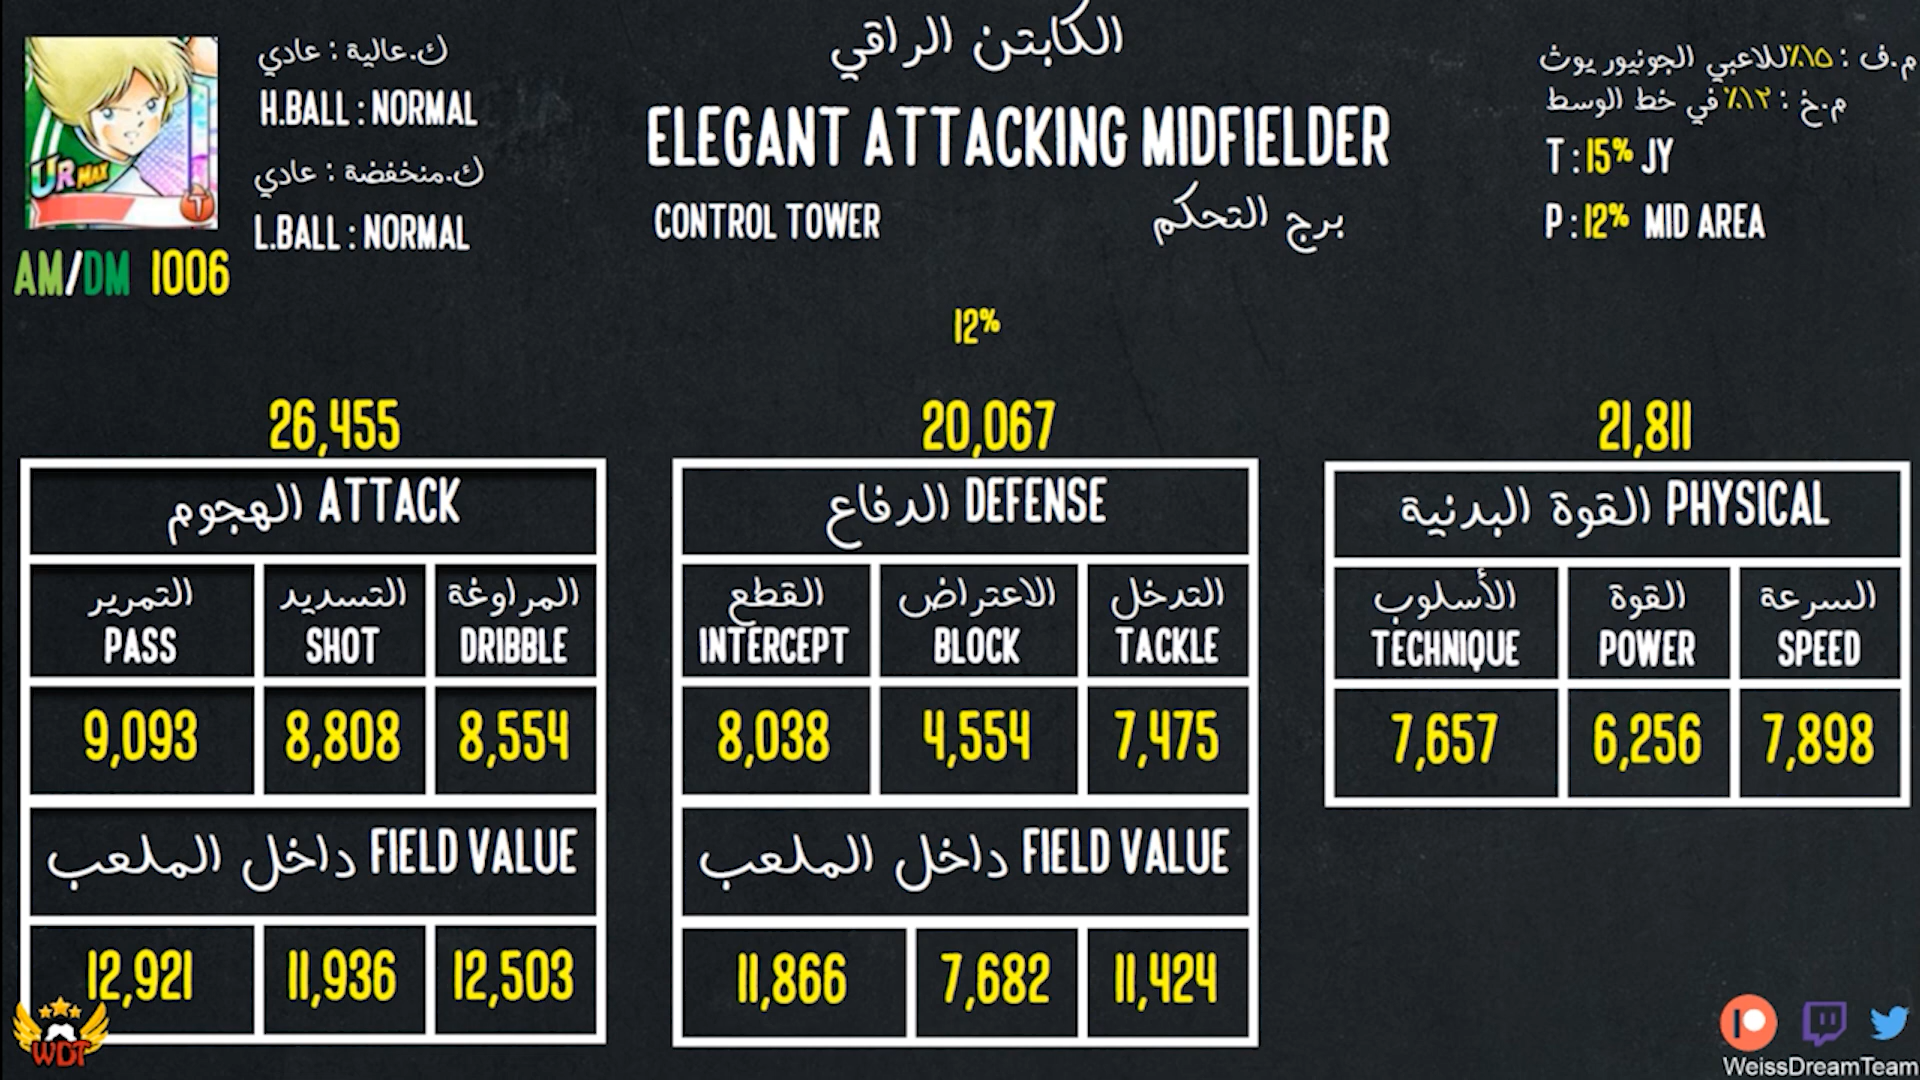 ك.عالية : عادي
H.BALL : NORMAL
ك.منخفضة : عادي
L.BALL : NORMAL
UR MAX
T
AM/DM 1006
الكابتن الراقي
ELEGANT ATTACKING MIDFIELDER
CONTROL TOWER برج التحكم
م.ف : ١٥٪للاعبي الجونيور يوث
م.خ : ١٢٪ في خط الوسط
T : 15% JY
P : 12% MID AREA
12%
26,455
الهجوم ATTACK
التمرير التسديد المراوغة
PASS SHOT DRIBBLE
9,093 8,808 8,554
داخل الملعب FIELD VALUE
12,921 11,936 12,503
20,067
الدفاع DEFENSE
القطع الاعتراض التدخل
INTERCEPT BLOCK TACKLE
8,038 4,554 7,475
داخل الملعب FIELD VALUE
11,866 7,682 11,424
21,811
القوة البدنية PHYSICAL
الأسلوب القوة السرعة
TECHNIQUE POWER SPEED
7,657 6,256 7,898
WDT
WeissDreamTeam